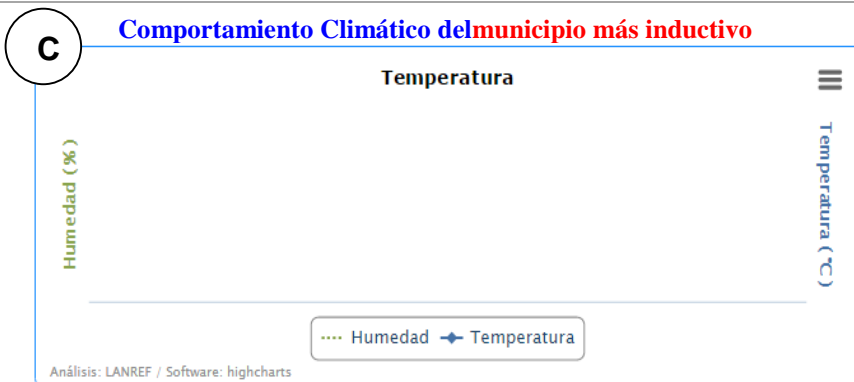 Comportamiento Climático delmunicipio más inductivo
C
Temperatura
Humedad (%)
Temperatura (°C)
Humedad Temperatura
Análisis: LANREF / Software: highcharts